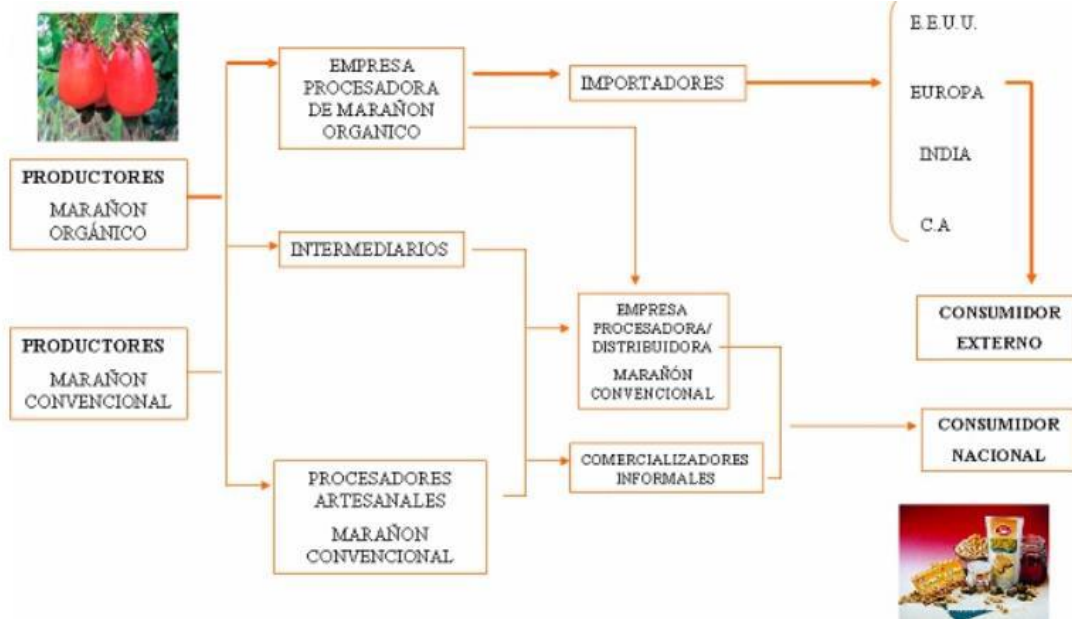 PRODUCTORES
MARAÑON
ORGÁNICO
PRODUCTORES
MARAÑON
CONVENCIONAL
EMPRESA
PROCESADORA
DE MARAÑON
ORGANICO
INTERMEDIARIOS
PROCESADORES
ARTESANALES
MARAÑON
CONVENCIONAL
IMPORTADORES
EMPRESA
PROCESADORA/
DISTRIBUIDORA
MARAÑÓN
CONVENCIONAL
COMERCIALIZADORES
INFORMALES
E.E.U.U.
EUROPA
INDIA
C.A
CONSUMIDOR
EXTERNO
CONSUMIDOR
NACIONAL